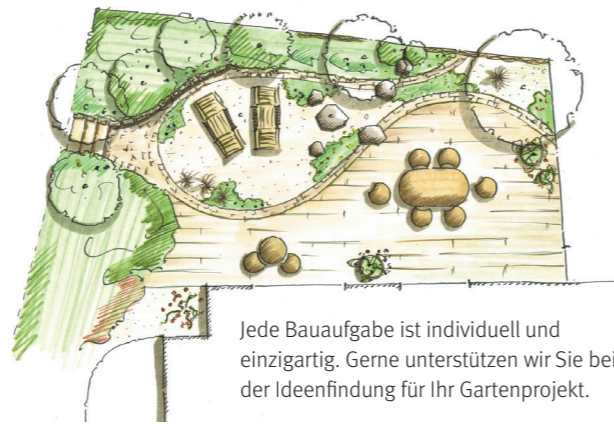 Jede Bauaufgabe ist individuell und
einzigartig. Gerne unterstützen wir Sie bei
der Ideenfindung für Ihr Gartenprojekt.